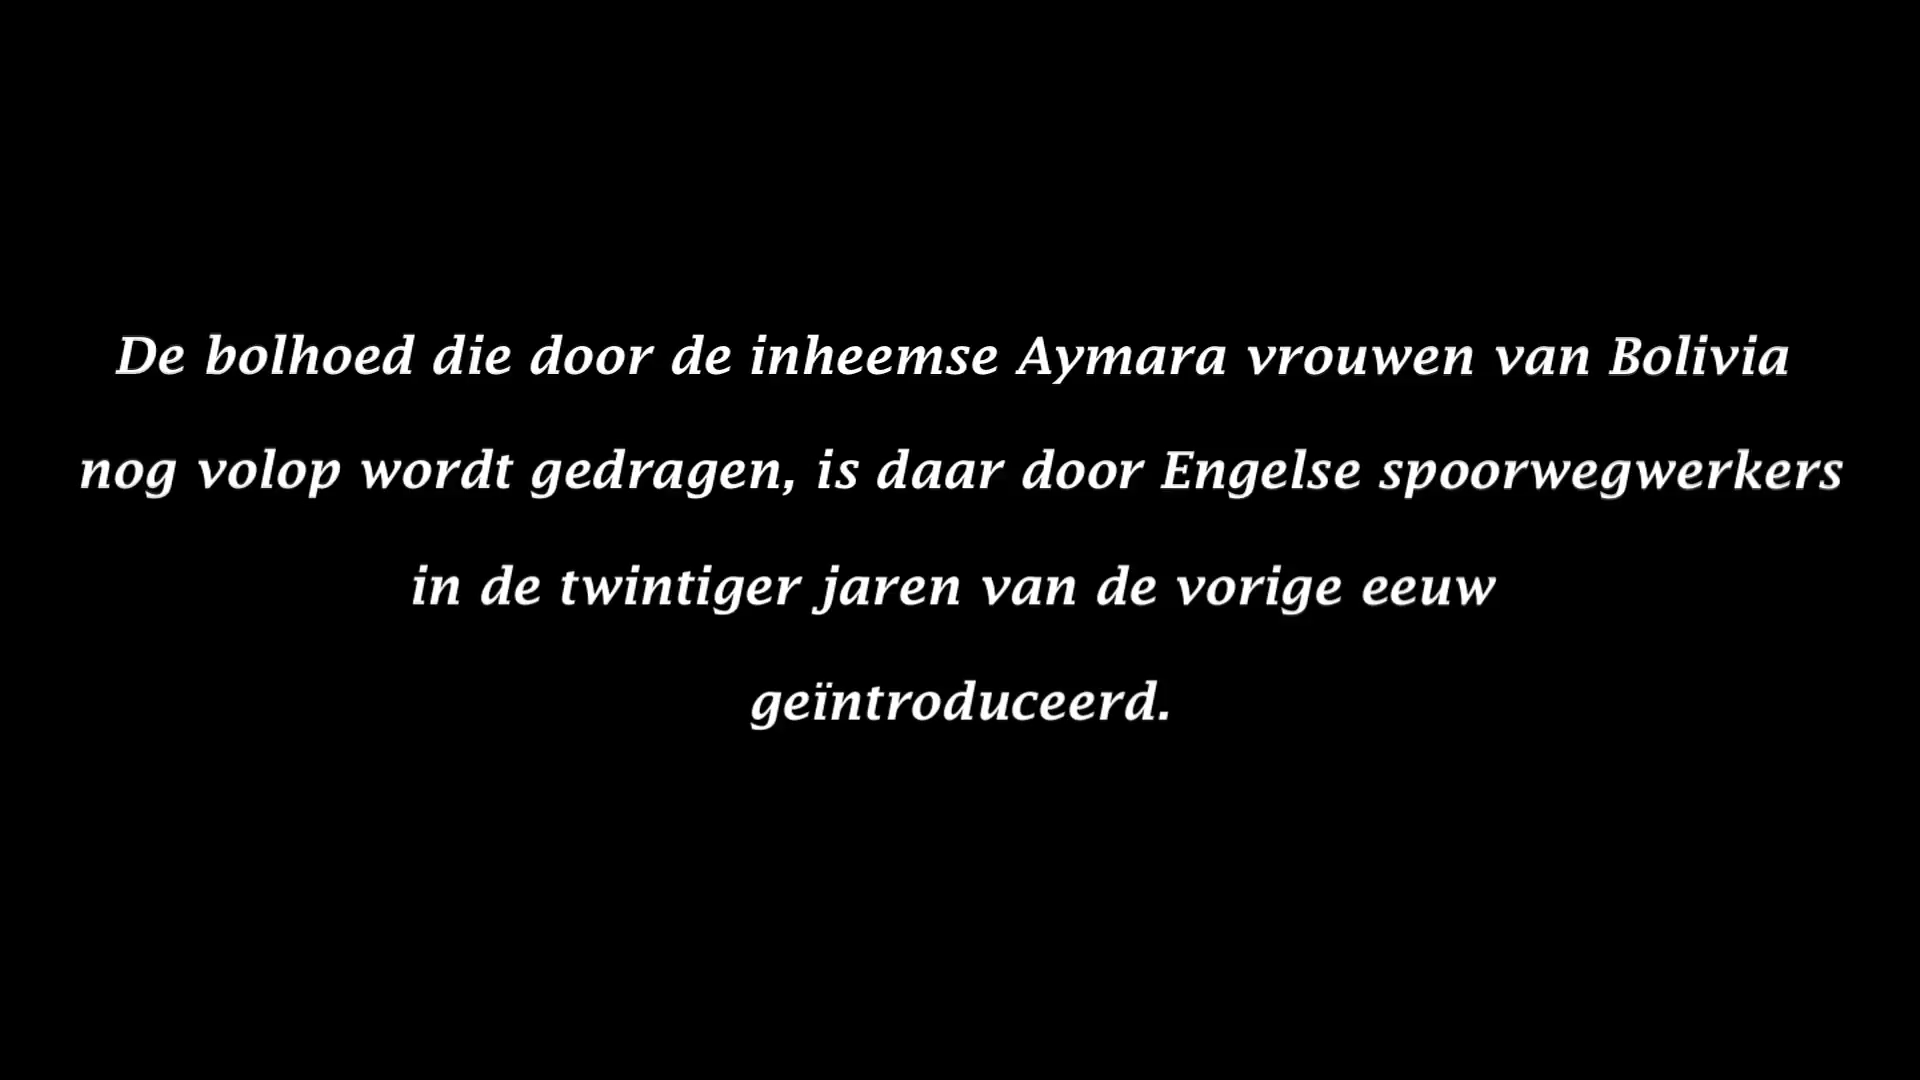 De bolhoed die door de inheemse Aymara vrouwen van Bolivia
nog volop wordt gedragen, is daar door Engelse spoorwegwerkers
in de twintiger jaren van de vorige eeuw
geïntroduceerd.